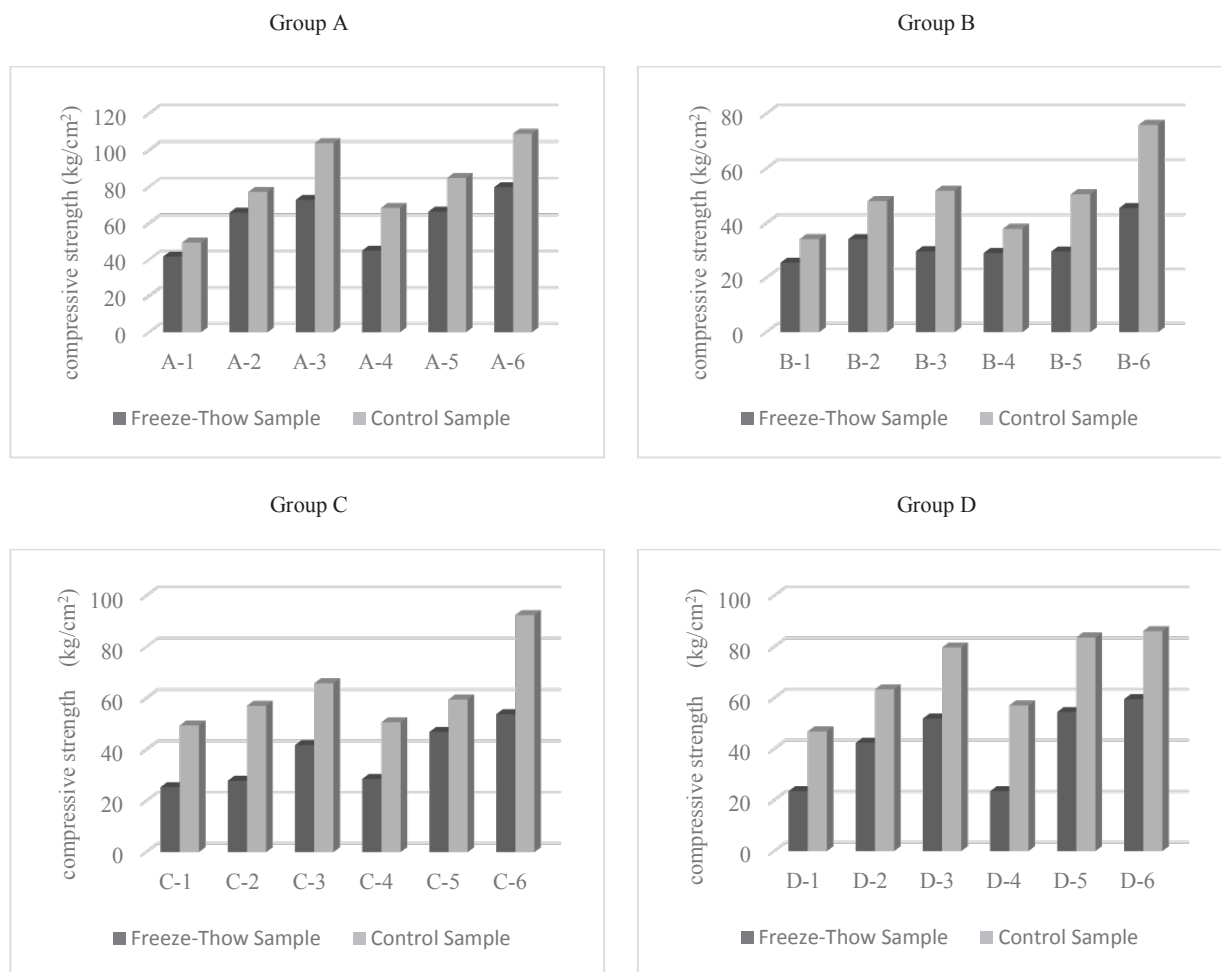 Group A
Group B
compressive strength (kg/cm²)
120
100
80
60
40
20
0
A-1 A-2 A-3 A-4 A-5 A-6
Freeze-Thow Sample Control Sample
compressive strength (kg/cm²)
80
60
40
20
0
B-1 B-2 B-3 B-4 B-5 B-6
Freeze-Thow Sample Control Sample
Group C
Group D
compressive strength (kg/cm²)
100
80
60
40
20
0
C-1 C-2 C-3 C-4 C-5 C-6
Freeze-Thow Sample Control Sample
compressive strength (kg/cm²)
100
80
60
40
20
0
D-1 D-2 D-3 D-4 D-5 D-6
Freeze-Thow Sample Control Sample